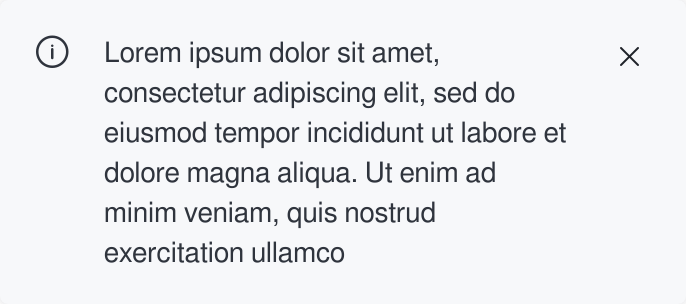 Lorem ipsum dolor sit amet,
consectetur adipiscing elit, sed do
eiusmod tempor incididunt ut labore et
dolore magna aliqua. Ut enim ad
minim veniam, quis nostrud
exercitation ullamco